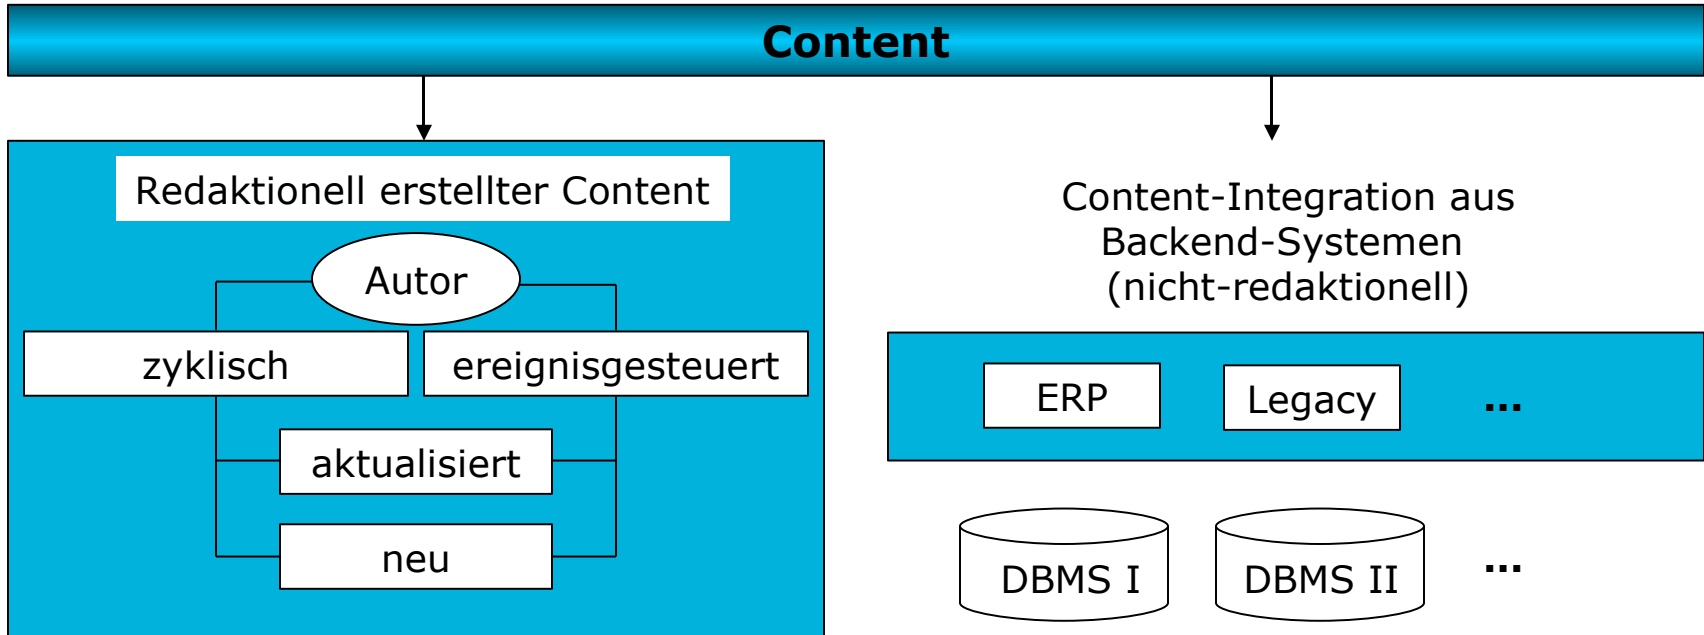 Content
Redaktionell erstellter Content
Autor
zyklisch
ereignisgesteuert
aktualisiert
neu
Content-Integration aus
Backend-Systemen
(nicht-redaktionell)
ERP
Legacy
...
DBMS I
DBMS II
...